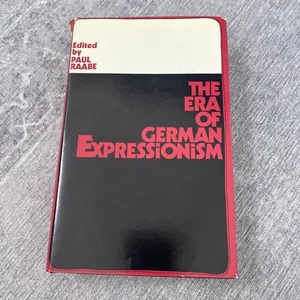 Edited
by
PAUL
RAABE
THE
ERA
OF
GERMAN
EXPRESSiONiSM